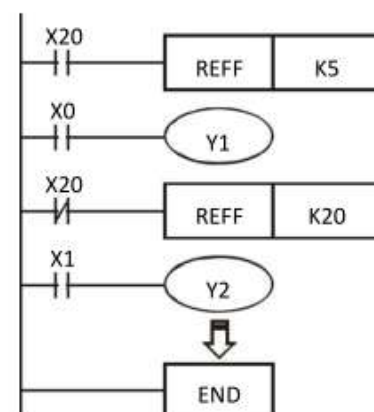 X20
REFF K5
X0
Y1
X20
REFF K20
X1
Y2
END